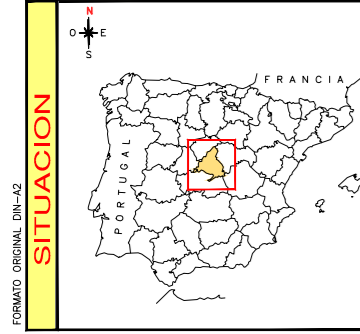 FORMATO ORIGINAL DIN-A2
SITUACION
N
O E
S
FRANCIA
PORTUGAL